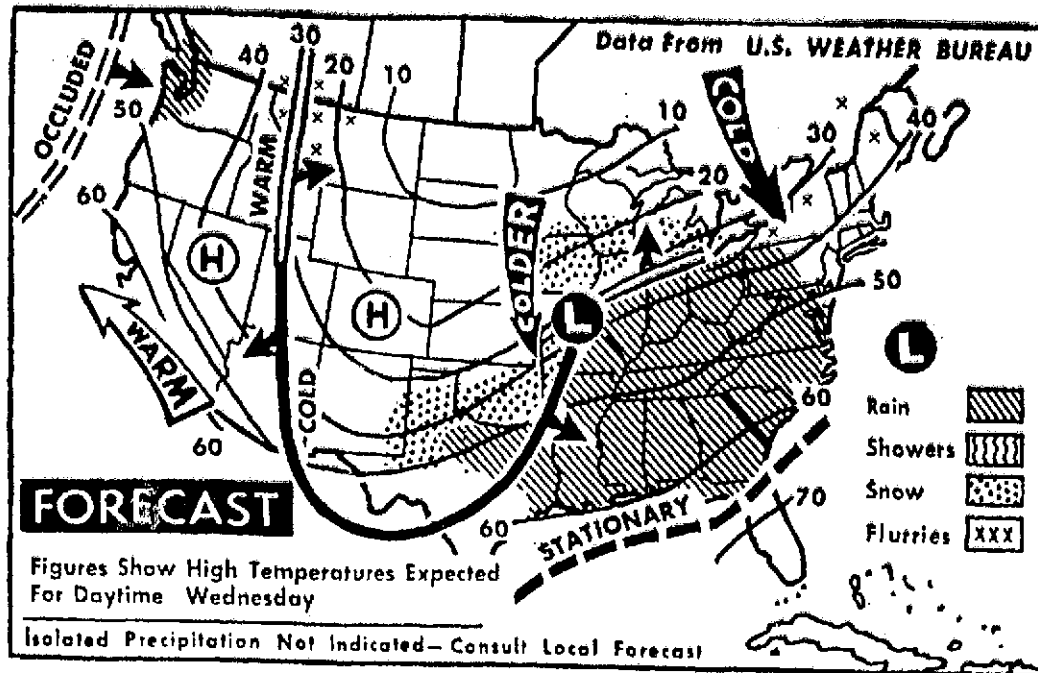 Data From U.S. WEATHER BUREAU
OCCLUDED
50
40
30
20
10
WARM
60
H
WARM
60
COLD
H
COLDER
L
10
20
COLD
30
40
50
60
70
60
STATIONARY
L
Rain
Showers
Snow
Flurries XXX
FORECAST
Figures Show High Temperatures Expected
For Daytime Wednesday
Isolated Precipitation Not Indicated—Consult Local Forecast